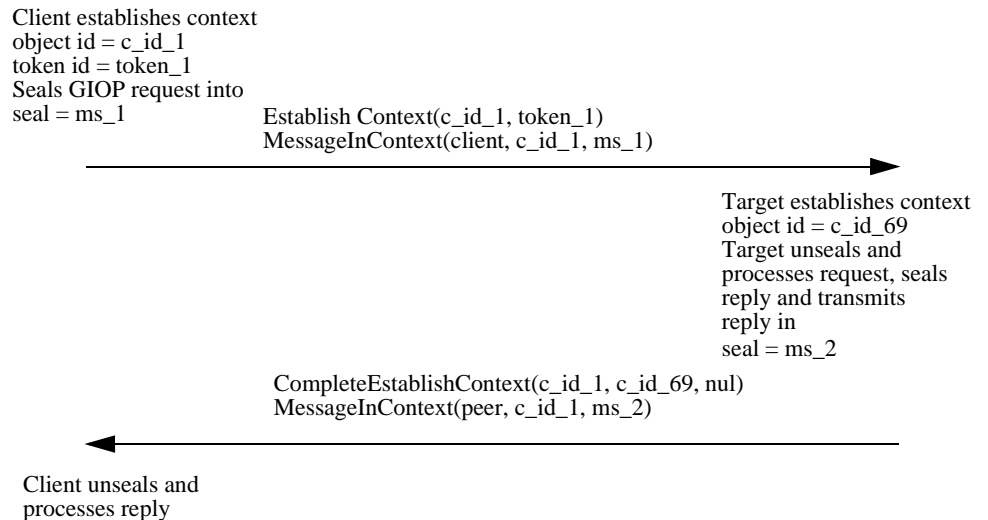 Client establishes context
object id = c_id_1
token id = token_1
Seals GIOP request into
seal = ms_1
Establish Context(c_id_1, token_1)
MessageInContext(client, c_id_1, ms_1)
Target establishes context
object id = c_id_69
Target unseals and
processes request, seals
reply and transmits
reply in
seal = ms_2
CompleteEstablishContext(c_id_1, c_id_69, nul)
MessageInContext(peer, c_id_1, ms_2)
Client unseals and
processes reply